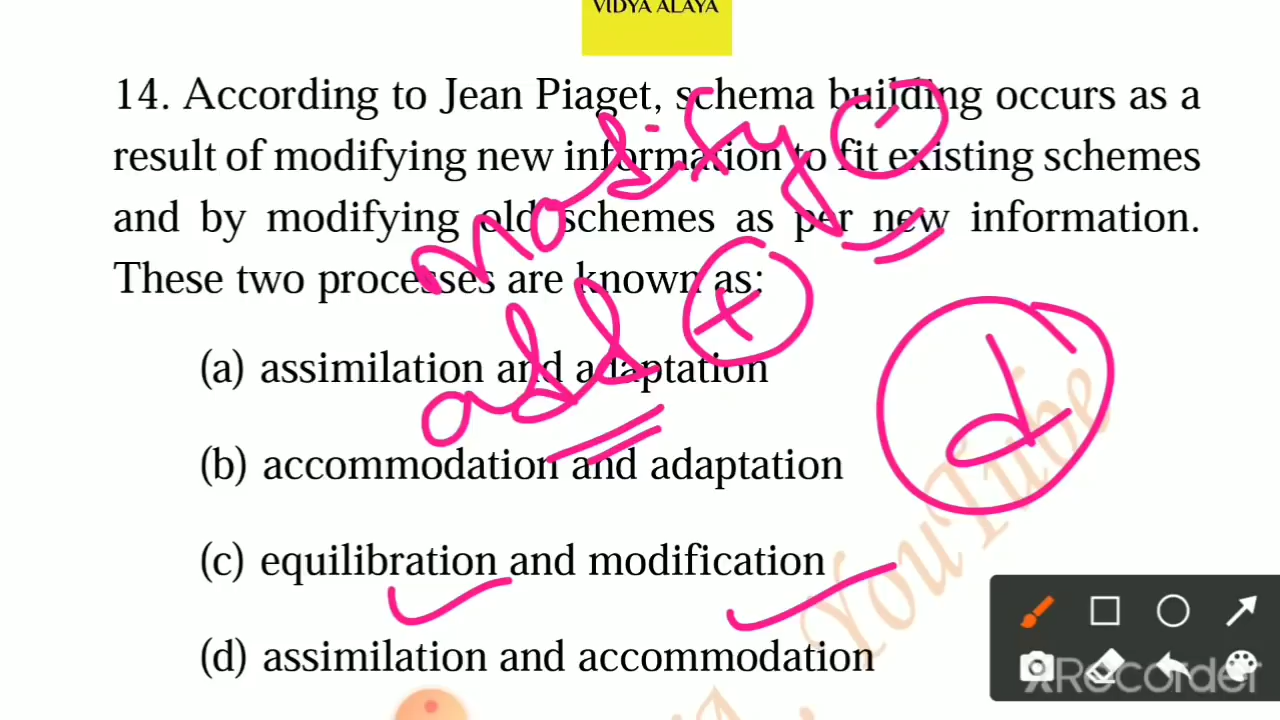 VIDYA ALAYA
14. According to Jean Piaget, schema building occurs as a
result of modifying new information to fit existing schemes
and by modifying old schemes as per new information.
These two processes are known as:
modify -
add +
(a) assimilation and adaptation
d
(b) accommodation and adaptation
(c) equilibration and modification
(d) assimilation and accommodation
YouTube
XRecorder